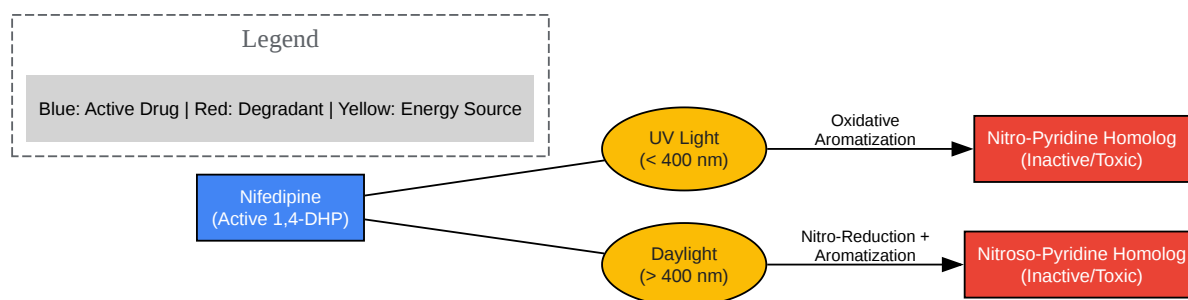 Legend
Blue: Active Drug | Red: Degradant | Yellow: Energy Source
Nifedipine
(Active 1,4-DHP)
UV Light
(< 400 nm)
Oxidative
Aromatization
Nitro-Pyridine Homolog
(Inactive/Toxic)
Daylight
(> 400 nm)
Nitro-Reduction +
Aromatization
Nitroso-Pyridine Homolog
(Inactive/Toxic)